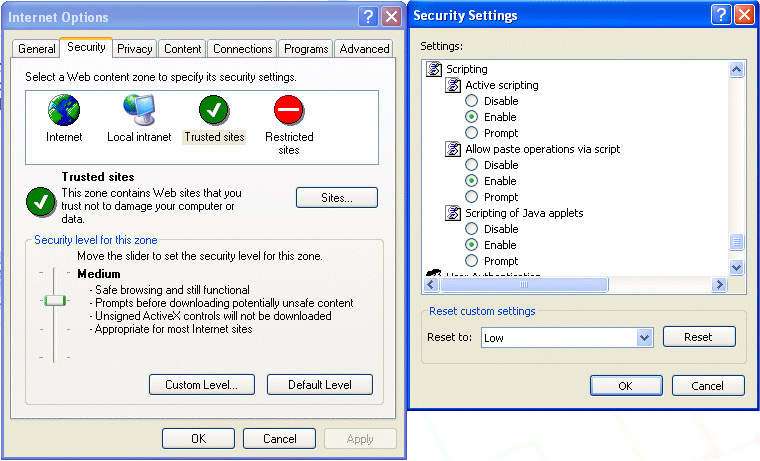 Internet Options
General Security Privacy Content Connections Programs Advanced
Select a Web content zone to specify its security settings.
Internet Local intranet Trusted sites Restricted sites
Trusted sites
This zone contains Web sites that you
trust not to damage your computer or
data.
Sites...
Security level for this zone
Move the slider to set the security level for this zone.
Medium
- Safe browsing and still functional
- Prompts before downloading potentially unsafe content
- Unsigned ActiveX controls will not be downloaded
- Appropriate for most Internet sites
Custom Level... Default Level
OK Cancel Apply
Security Settings
Settings:
Scripting
Active scripting
Disable
Enable
Prompt
Allow paste operations via script
Disable
Enable
Prompt
Scripting of Java applets
Disable
Enable
Prompt
User Authentication
Reset custom settings
Reset to: Low Reset
OK Cancel